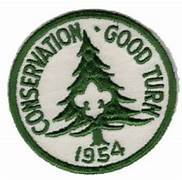 CONSERVATION · GOOD TURN
1954